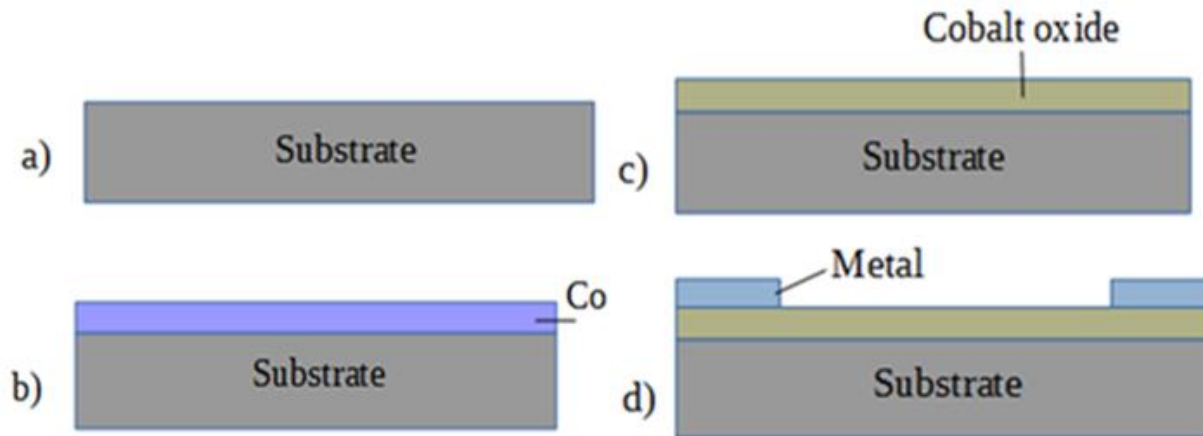 a)
Substrate
b)
Co
Substrate
c)
Cobalt oxide
Substrate
d)
Metal
Substrate